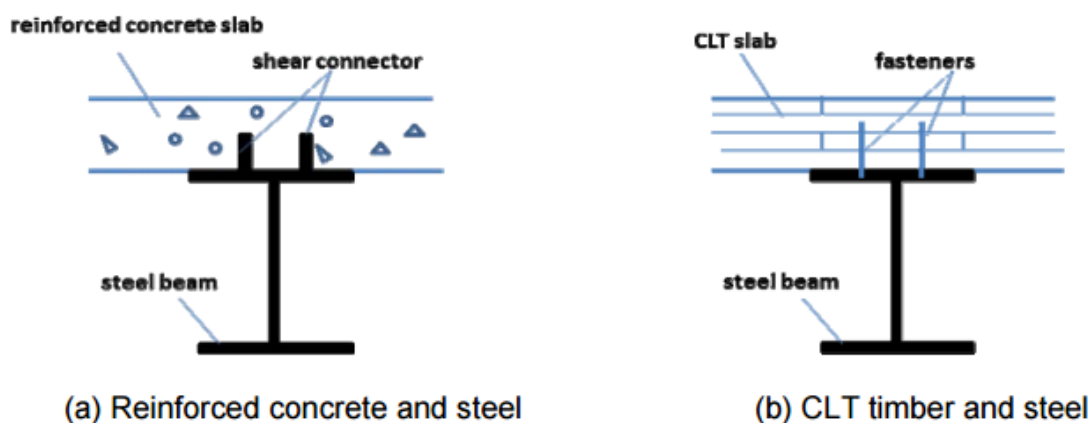 reinforced concrete slab
shear connector
steel beam
(a) Reinforced concrete and steel
CLT slab
fasteners
steel beam
(b) CLT timber and steel